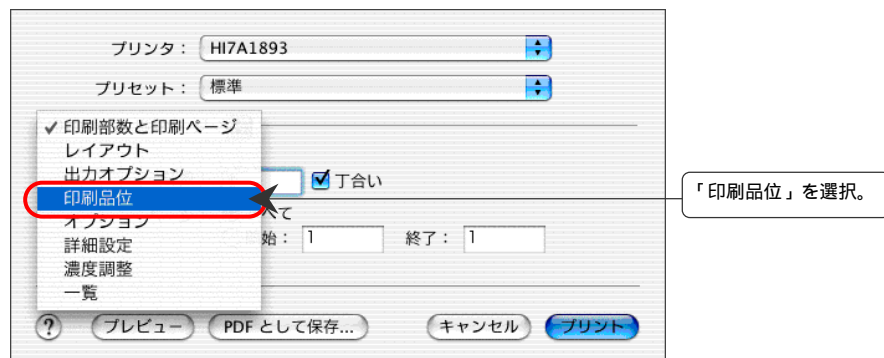 プリンタ： HI7A1893
プリセット： 標準
✓ 印刷部数と印刷ページ
レイアウト
出力オプション
☑ 丁合い
印刷品位
「印刷品位」を選択。
オプション
べて
詳細設定
始： 1 終了： 1
濃度調整
一覧
? プレビュー PDF として保存... キャンセル プリント